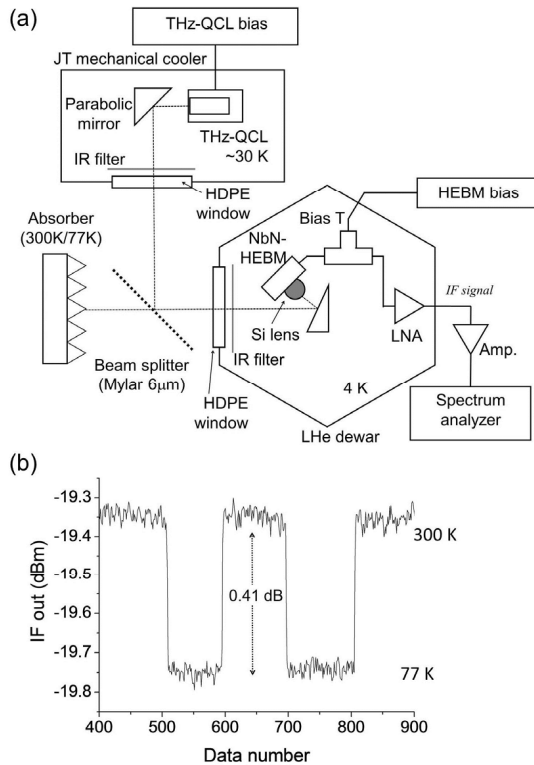 (a)
THz-QCL bias
JT mechanical cooler
Parabolic
mirror
THz-QCL
~30 K
IR filter
HDPE
window
Absorber
(300K/77K)
HEBM bias
Bias T
NbN-
HEBM
IF signal
Si lens
LNA
Amp.
Beam splitter
(Mylar 6μm)
IR filter
HDPE
window
4 K
LHe dewar
Spectrum
analyzer
(b)
-19.3
-19.4
-19.5
-19.6
-19.7
-19.8
IF out (dBm)
300 K
0.41 dB
77 K
400 500 600 700 800 900
Data number